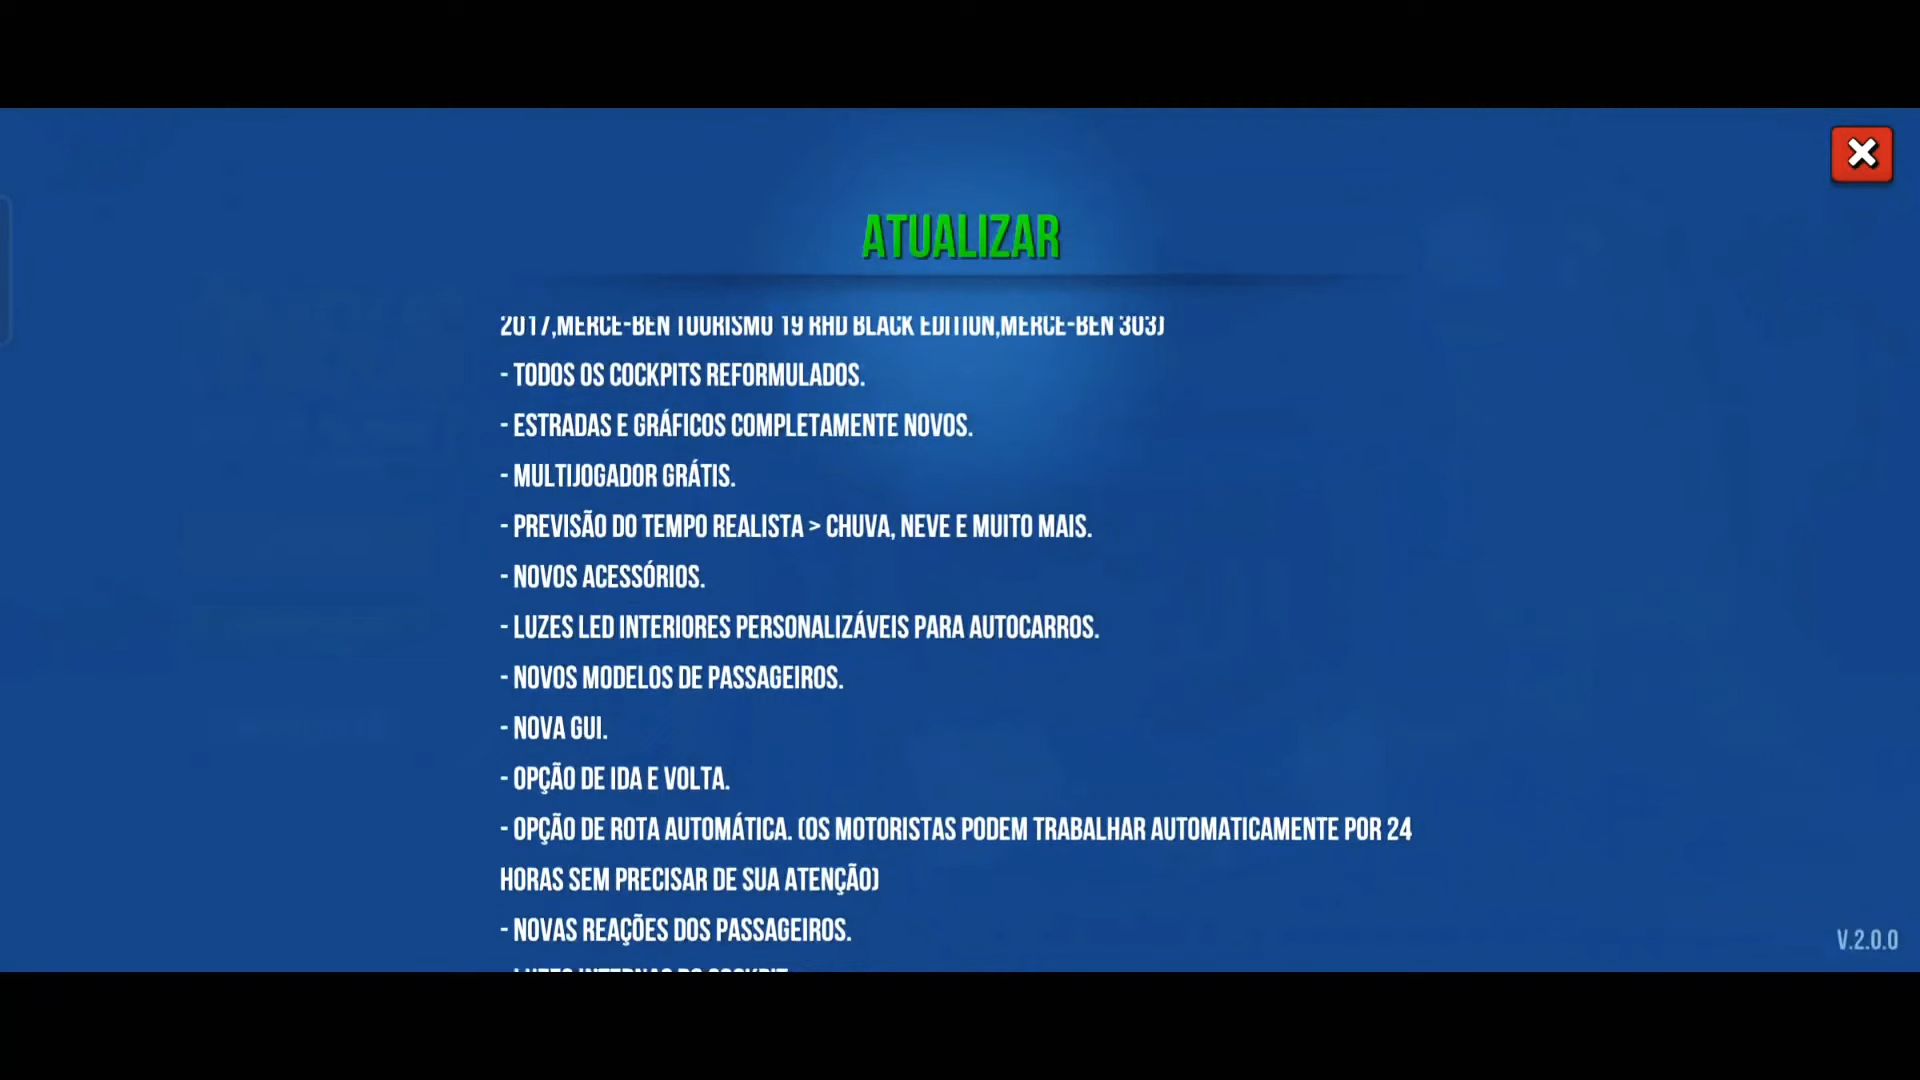 ATUALIZAR
2017,MERCE-BEN TOURISMO 19 RHD BLACK EDITION,MERCE-BEN 303)
- TODOS OS COCKPITS REFORMULADOS.
- ESTRADAS E GRÁFICOS COMPLETAMENTE NOVOS.
- MULTIJOGADOR GRÁTIS.
- PREVISÃO DO TEMPO REALISTA > CHUVA, NEVE E MUITO MAIS.
- NOVOS ACESSÓRIOS.
- LUZES LED INTERIORES PERSONALIZÁVEIS PARA AUTOCARROS.
- NOVOS MODELOS DE PASSAGEIROS.
- NOVA GUI.
- OPÇÃO DE IDA E VOLTA.
- OPÇÃO DE ROTA AUTOMÁTICA. (OS MOTORISTAS PODEM TRABALHAR AUTOMATICAMENTE POR 24
HORAS SEM PRECISAR DE SUA ATENÇÃO)
- NOVAS REAÇÕES DOS PASSAGEIROS.
V.2.0.0